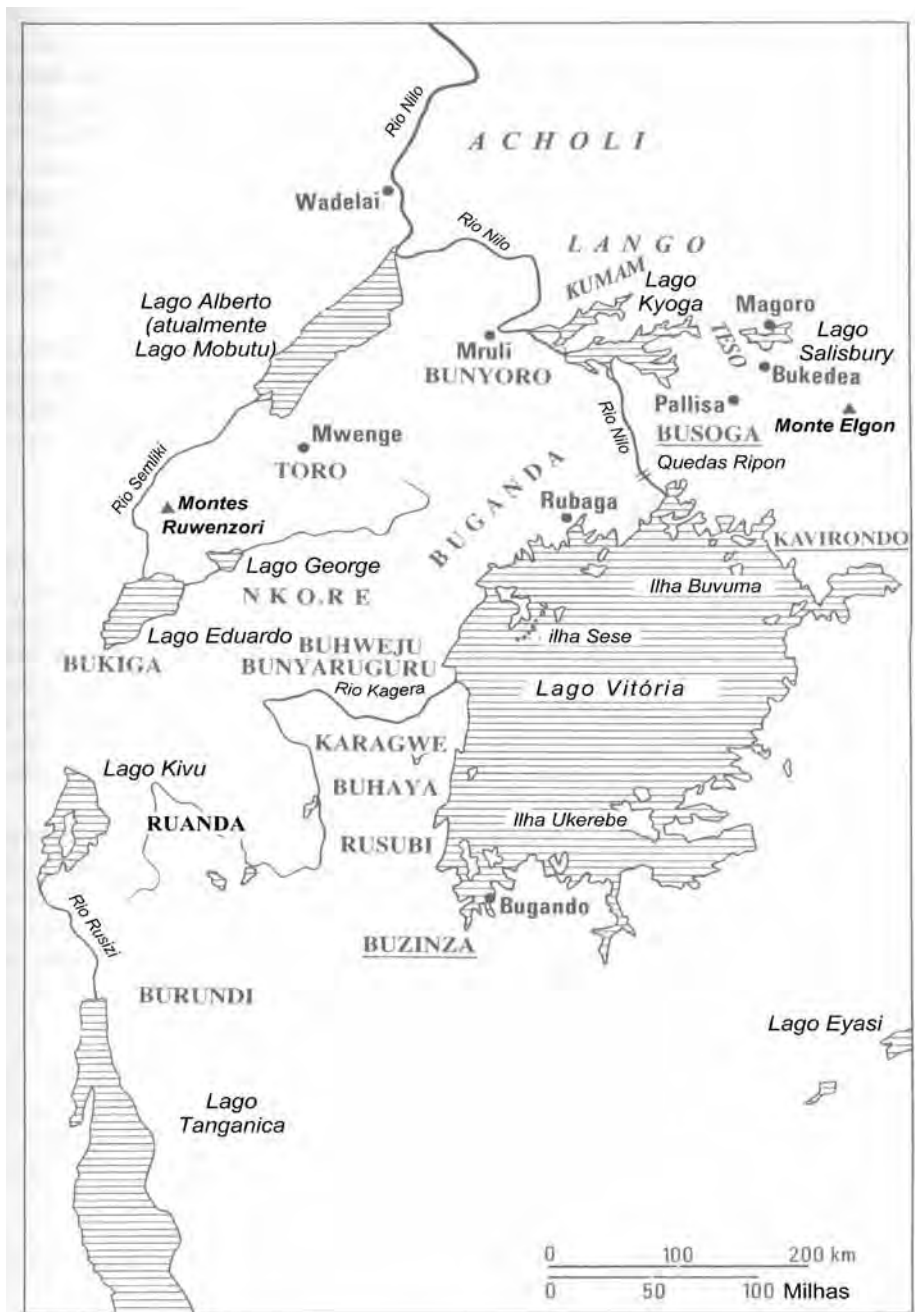 Rio Nilo
ACHOLI
Wadelai
Rio Nilo
LANGO
KUMAM
Lago
Kyoga
Lago Alberto
(atualmente
Lago Mobutu)
Magoro
TESO
Lago
Salisbury
Mruli
BUNYORO
Bukedea
Pallisa
Monte Elgon
Rio Nilo
BUSOGA
Mwenge
TORO
Quedas Ripon
Rio Semliki
Montes
Ruwenzori
BUGANDA
Rubaga
KAVIRONDO
Lago George
NKO.RE
Ilha Buvuma
Lago Eduardo
ilha Sese
BUKIGA
BUHWEJU
BUNYARUGURU
Rio Kagera
Lago Vitória
KARAGWE
Lago Kivu
BUHAYA
RUANDA
Ilha Ukerebe
RUSUBI
Rio Rusizi
Bugando
BUZINZA
BURUNDI
Lago Eyasi
Lago
Tanganica
0 100 200 km
0 50 100 Milhas